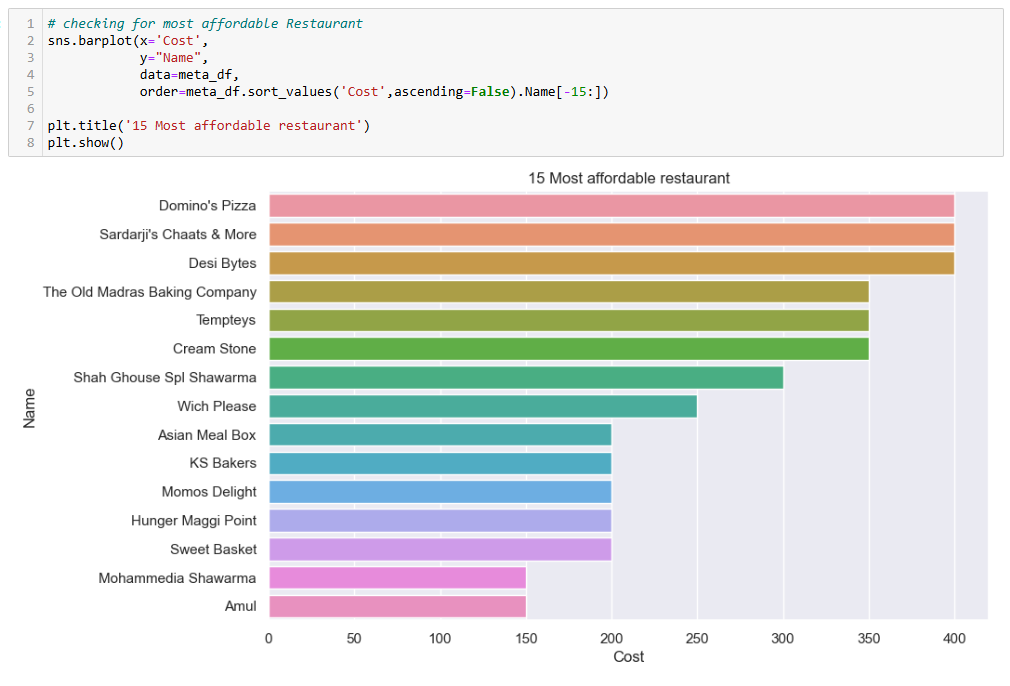 1 # checking for most affordable Restaurant
2 sns.barplot(x='Cost',
3 y="Name",
4 data=meta_df,
5 order=meta_df.sort_values('Cost',ascending=False).Name[-15:])
6
7 plt.title('15 Most affordable restaurant')
8 plt.show()
15 Most affordable restaurant
Domino's Pizza
Sardarji's Chaats & More
Desi Bytes
The Old Madras Baking Company
Tempteys
Cream Stone
Shah Ghouse Spl Shawarma
Wich Please
Asian Meal Box
KS Bakers
Momos Delight
Hunger Maggi Point
Sweet Basket
Mohammedia Shawarma
Amul
Name
0 50 100 150 200 250 300 350 400
Cost